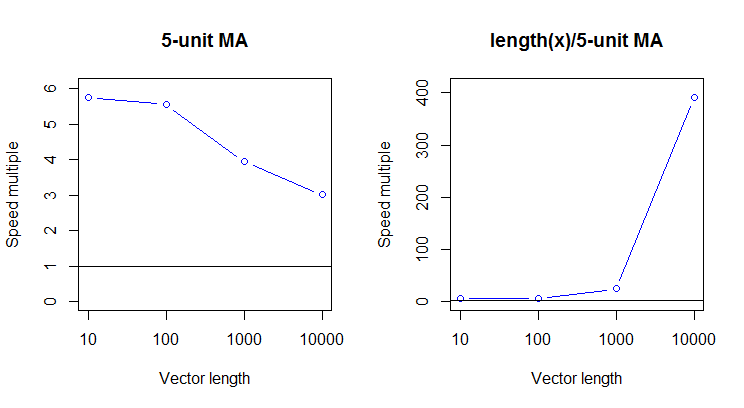 5-unit MA
Speed multiple
6
5
4
3
2
1
0
10 100 1000 10000
Vector length
length(x)/5-unit MA
Speed multiple
400
300
200
100
0
10 100 1000 10000
Vector length